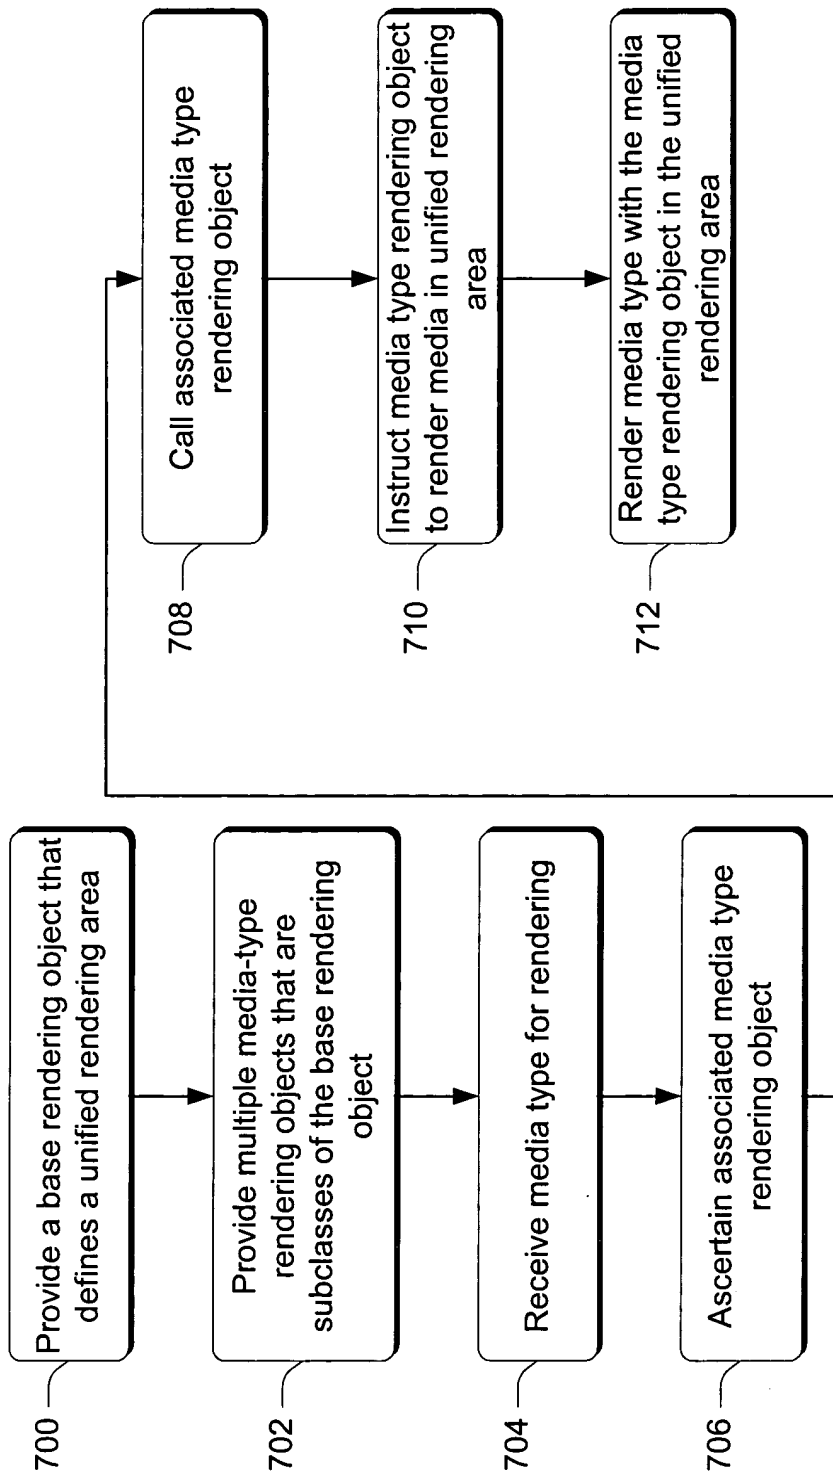 700
Provide a base rendering object that
defines a unified rendering area
702
Provide multiple media-type
rendering objects that are
subclasses of the base rendering
object
704
Receive media type for rendering
706
Ascertain associated media type
rendering object
708
Call associated media type
rendering object
710
Instruct media type rendering object
to render media in unified rendering
area
712
Render media type with the media
type rendering object in the unified
rendering area